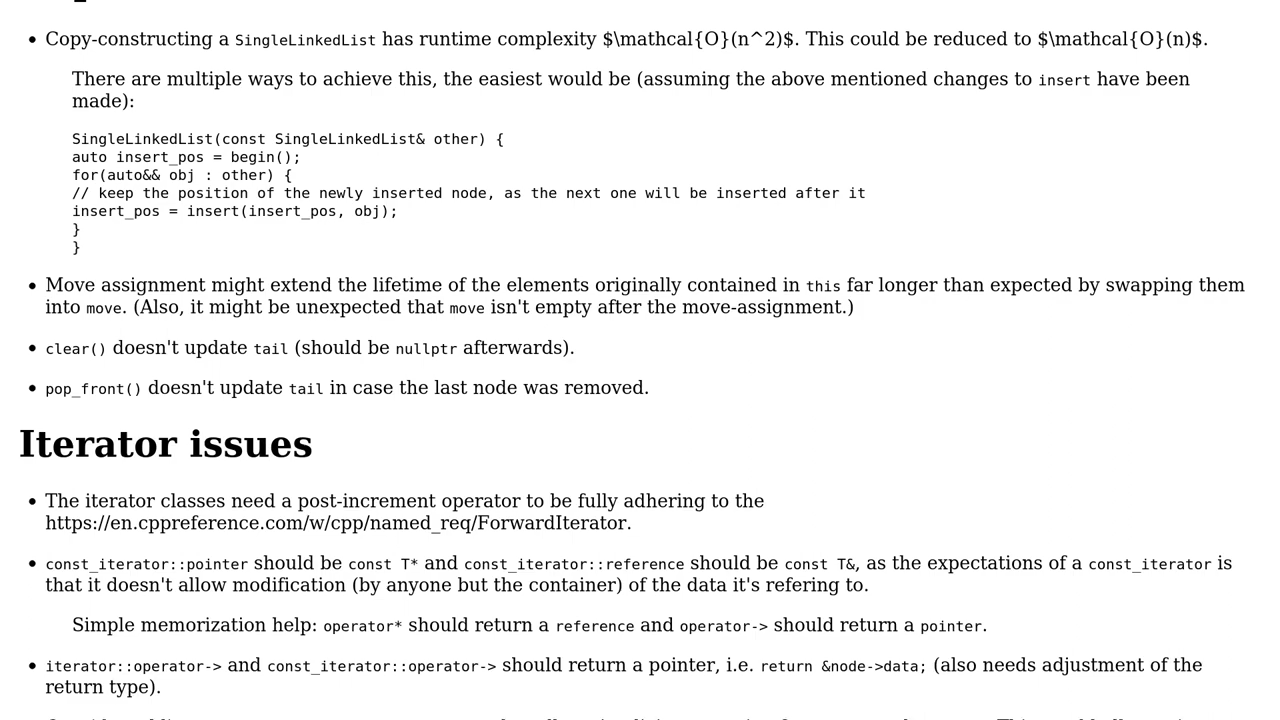 • Copy-constructing a SingleLinkedList has runtime complexity $\mathcal{O}(n^2)$. This could be reduced to $\mathcal{O}(n)$.
There are multiple ways to achieve this, the easiest would be (assuming the above mentioned changes to insert have been
made):
SingleLinkedList(const SingleLinkedList& other) {
auto insert_pos = begin();
for(auto&& obj : other) {
// keep the position of the newly inserted node, as the next one will be inserted after it
insert_pos = insert(insert_pos, obj);
}
}
• Move assignment might extend the lifetime of the elements originally contained in this far longer than expected by swapping them
into move. (Also, it might be unexpected that move isn't empty after the move-assignment.)
• clear() doesn't update tail (should be nullptr afterwards).
• pop_front() doesn't update tail in case the last node was removed.
Iterator issues
• The iterator classes need a post-increment operator to be fully adhering to the
https://en.cppreference.com/w/cpp/named_req/ForwardIterator.
• const_iterator::pointer should be const T* and const_iterator::reference should be const T&, as the expectations of a const_iterator is
that it doesn't allow modification (by anyone but the container) of the data it's refering to.
Simple memorization help: operator* should return a reference and operator-> should return a pointer.
• iterator::operator-> and const_iterator::operator-> should return a pointer, i.e. return &node->data; (also needs adjustment of the
return type).